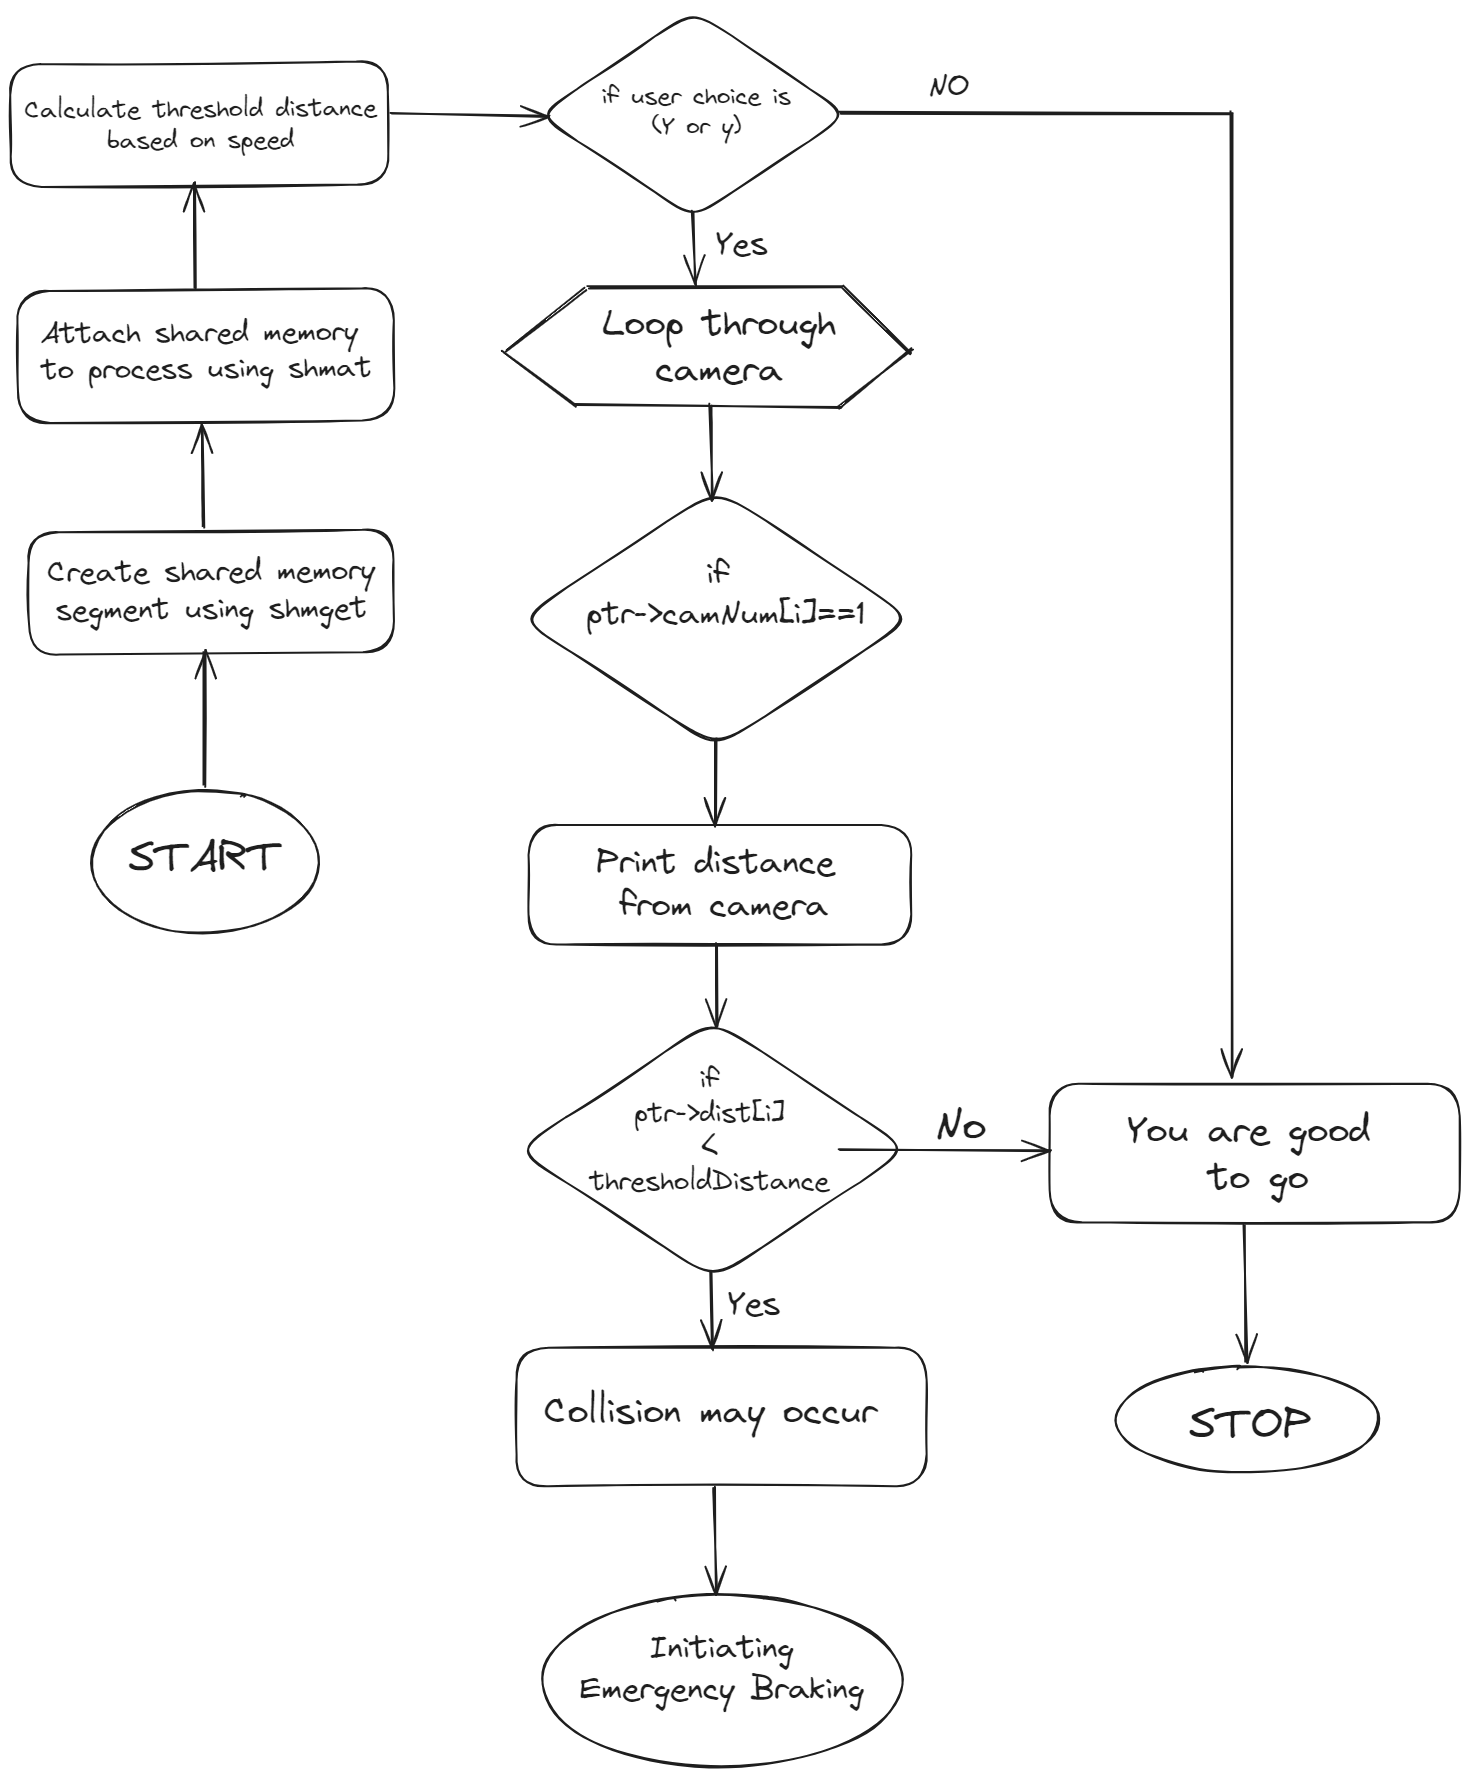 Calculate threshold distance
based on speed
if user choice is
(Y or y)
NO
Yes
Attach shared memory
to process using shmat
Loop through
camera
Create shared memory
segment using shmget
if
ptr->camNum[i]==1
START
Print distance
from camera
if
ptr->dist[i]
<
thresholdDistance
No
You are good
to go
Yes
Collision may occur
STOP
Initiating
Emergency Braking